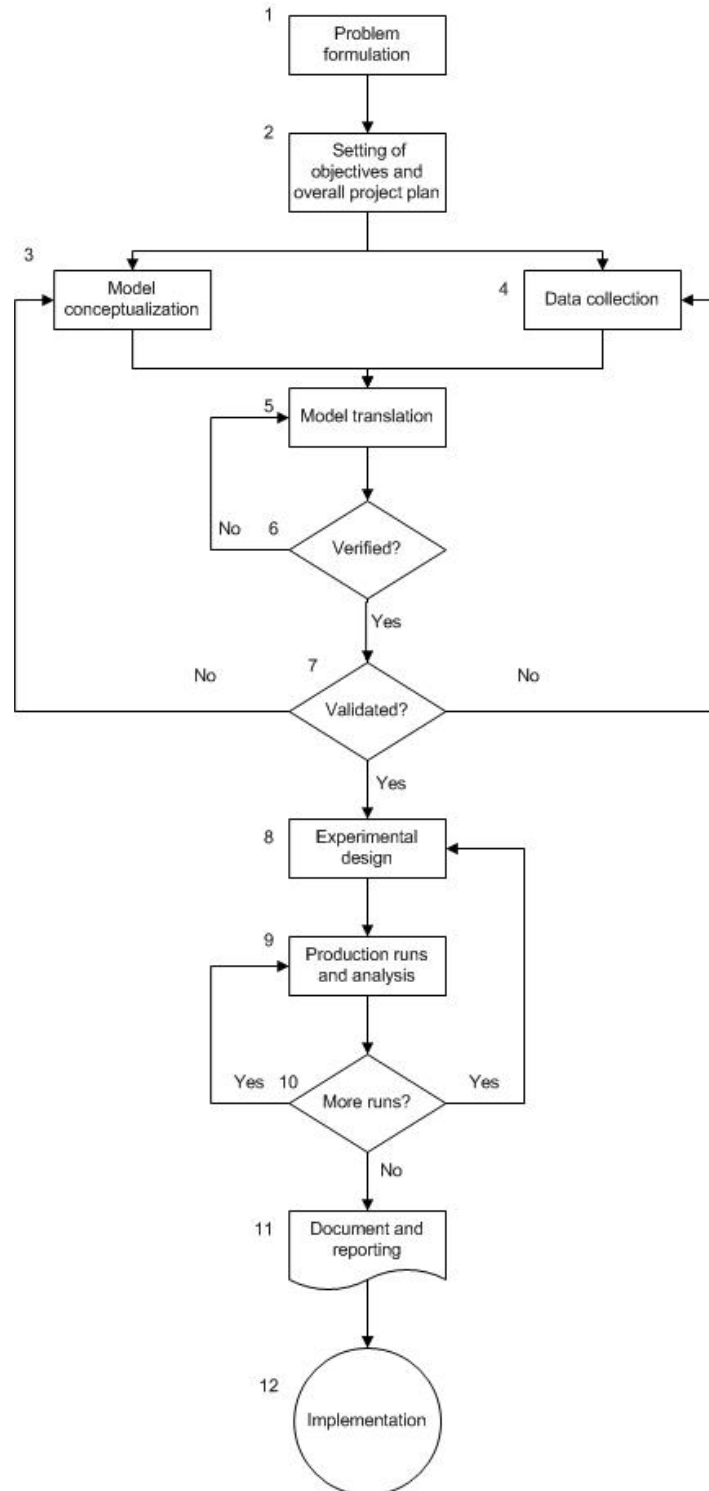 1
Problem
formulation
2
Setting of
objectives and
overall project plan
3
Model
conceptualization
4
Data collection
5
Model translation
No
6
Verified?
Yes
7
No
No
Validated?
Yes
8
Experimental
design
9
Production runs
and analysis
Yes
10
Yes
More runs?
No
11
Document and
reporting
12
Implementation